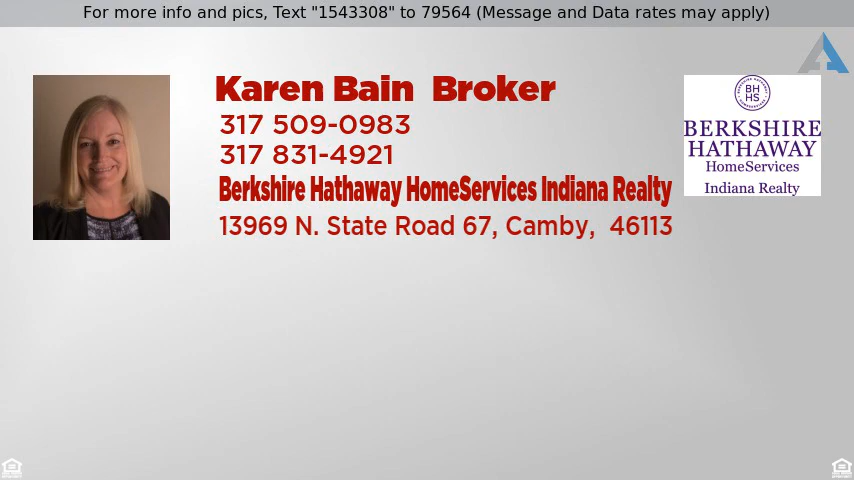 For more info and pics, Text "1543308" to 79564 (Message and Data rates may apply)
Karen Bain  Broker
317 509-0983
317 831-4921
Berkshire Hathaway HomeServices Indiana Realty
13969 N. State Road 67, Camby,  46113
BH
HS
BERKSHIRE
HATHAWAY
HomeServices
Indiana Realty